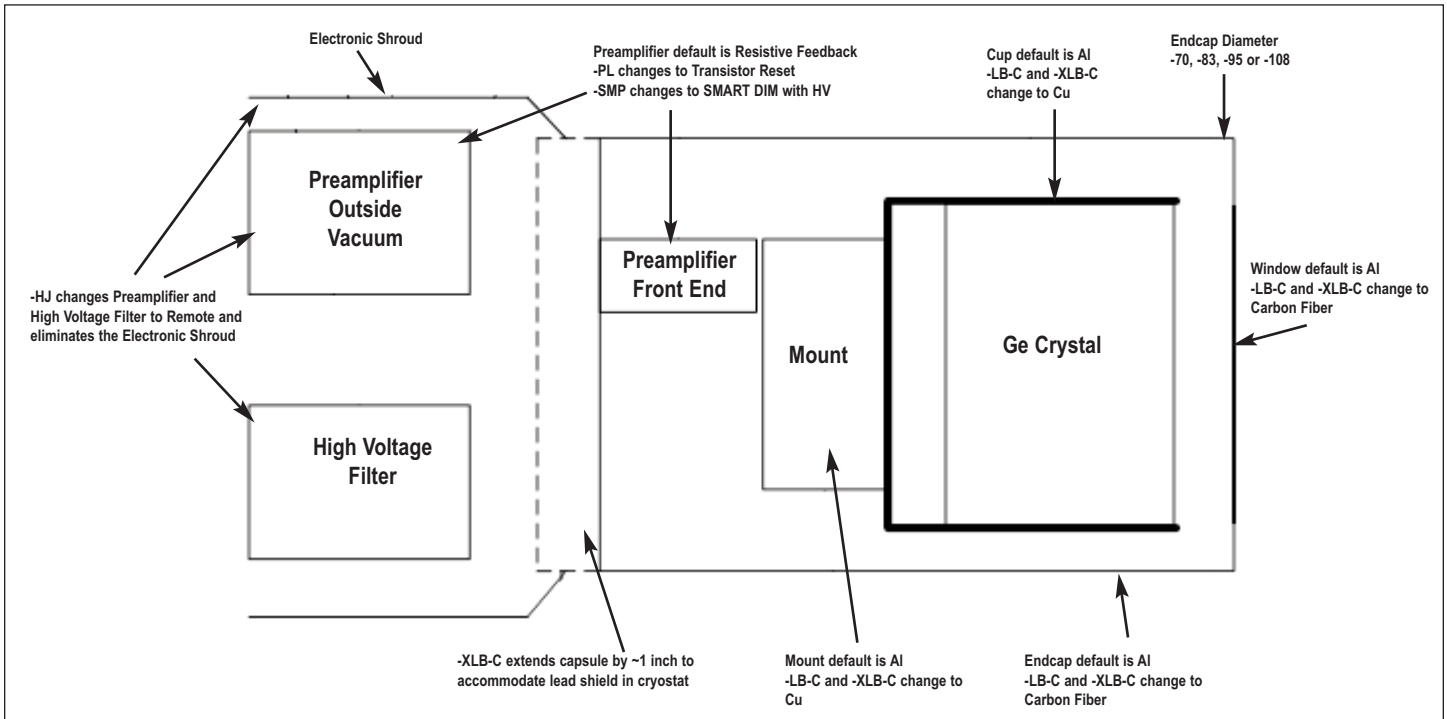 Electronic Shroud
Preamplifier default is Resistive Feedback
-PL changes to Transistor Reset
-SMP changes to SMART DIM with HV
Cup default is Al
-LB-C and -XLB-C
change to Cu
Endcap Diameter
-70, -83, -95 or -108
Preamplifier
Outside
Vacuum
Preamplifier
Front End
Mount
Ge Crystal
Window default is Al
-LB-C and -XLB-C change to
Carbon Fiber
-HJ changes Preamplifier and
High Voltage Filter to Remote and
eliminates the Electronic Shroud
High Voltage
Filter
-XLB-C extends capsule by ~1 inch to
accommodate lead shield in cryostat
Mount default is Al
-LB-C and -XLB-C change to
Cu
Endcap default is Al
-LB-C and -XLB-C change to
Carbon Fiber